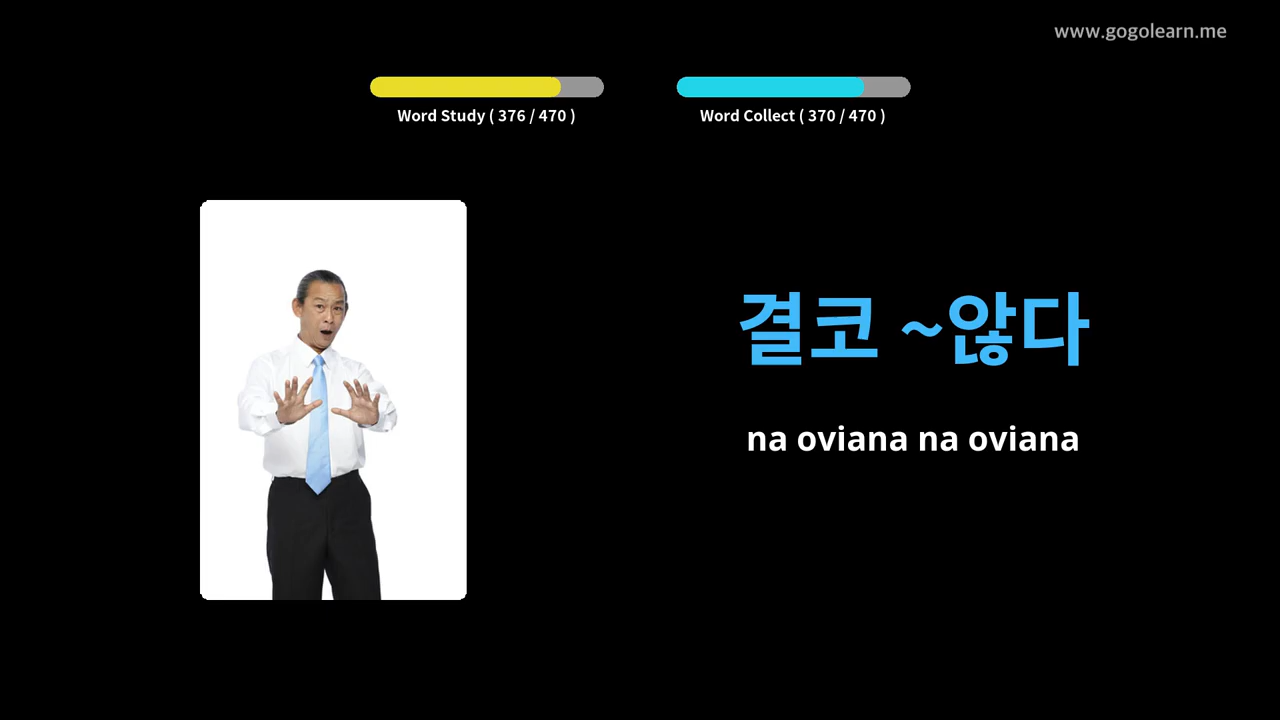 www.gogolearn.me
Word Study ( 376 / 470 )
Word Collect ( 370 / 470 )
결코 ~않다
na oviana na oviana